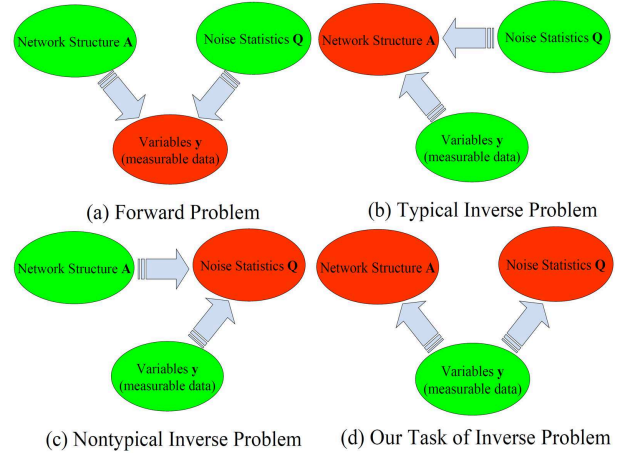 Network Structure A
Noise Statistics Q
Variables y
(measurable data)
(a) Forward Problem
Network Structure A
Noise Statistics Q
Variables y
(measurable data)
(b) Typical Inverse Problem
Network Structure A
Noise Statistics Q
Variables y
(measurable data)
(c) Nontypical Inverse Problem
Network Structure A
Noise Statistics Q
Variables y
(measurable data)
(d) Our Task of Inverse Problem